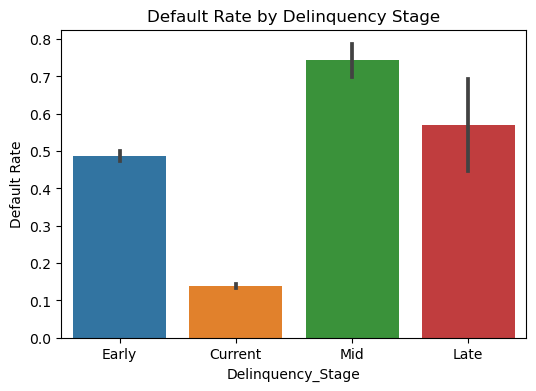 Default Rate by Delinquency Stage
Default Rate
0.8
0.7
0.6
0.5
0.4
0.3
0.2
0.1
0.0
Early Current Mid Late
Delinquency_Stage